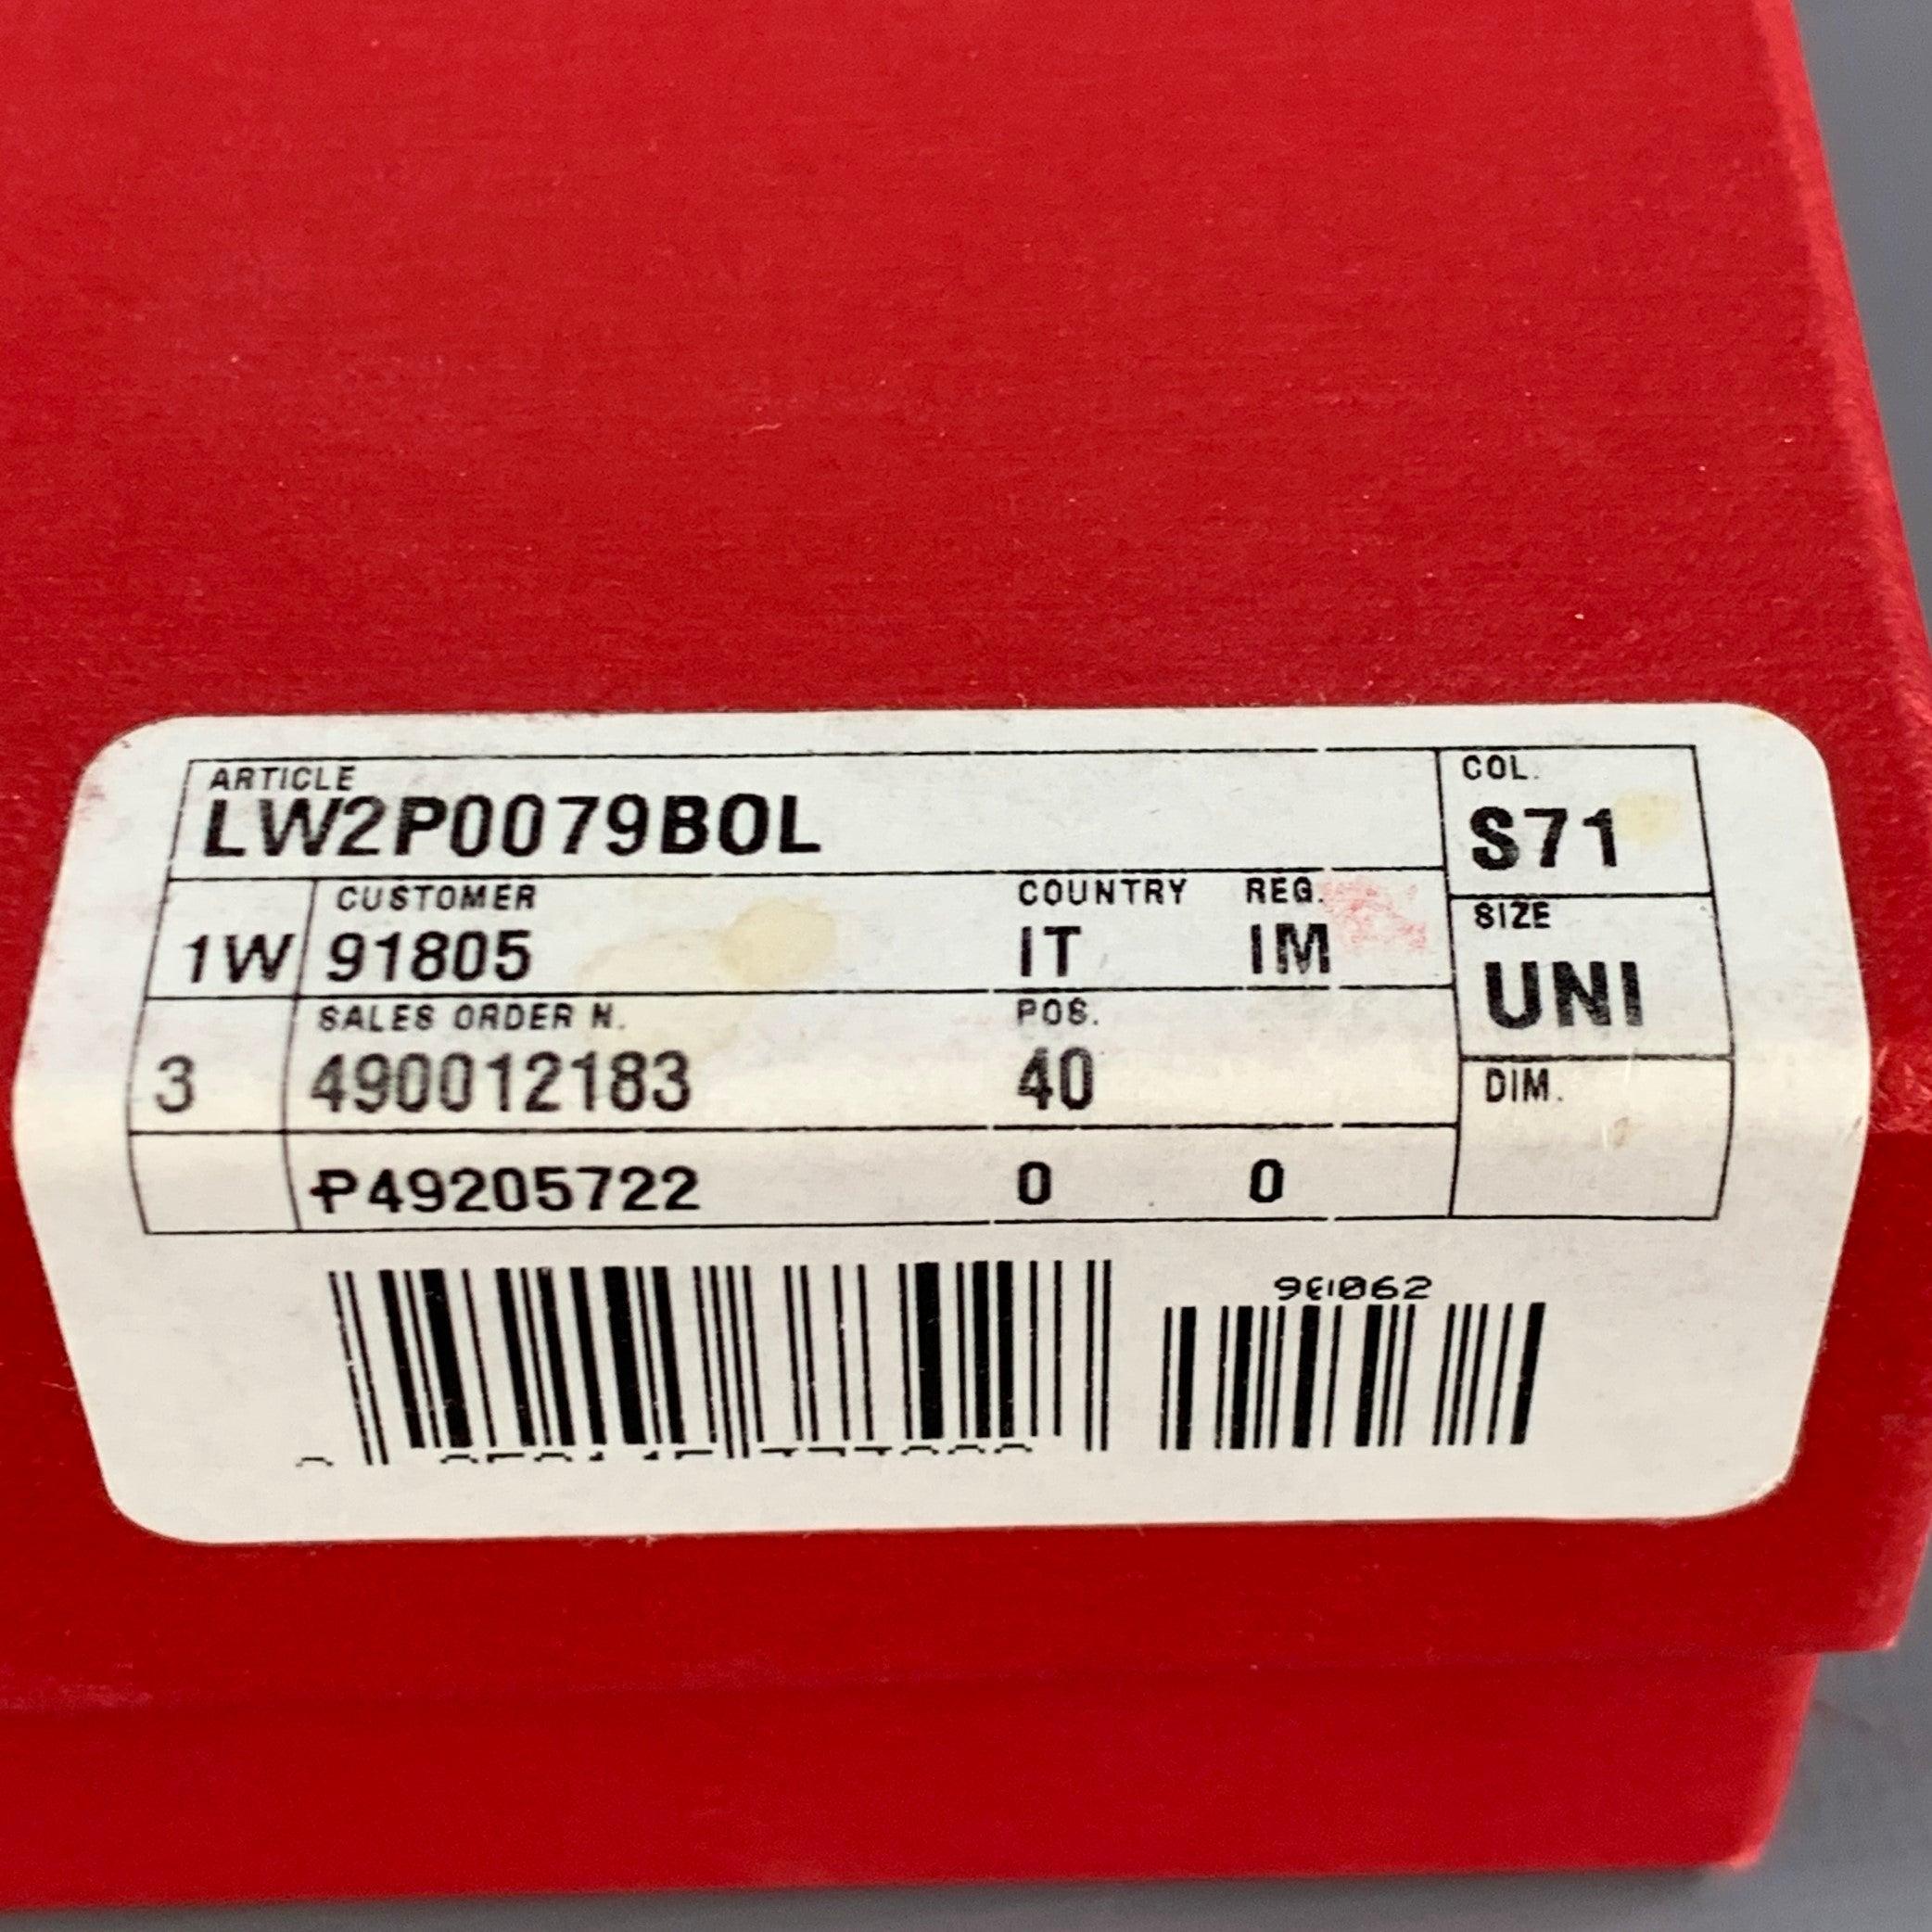 ARTICLE COL.
LW2P0079BOL S71
CUSTOMER COUNTRY REG. SIZE
1W 91805 IT IM UNI
SALES ORDER N. POS. DIM.
3 490012183 40
P49205722 0 0